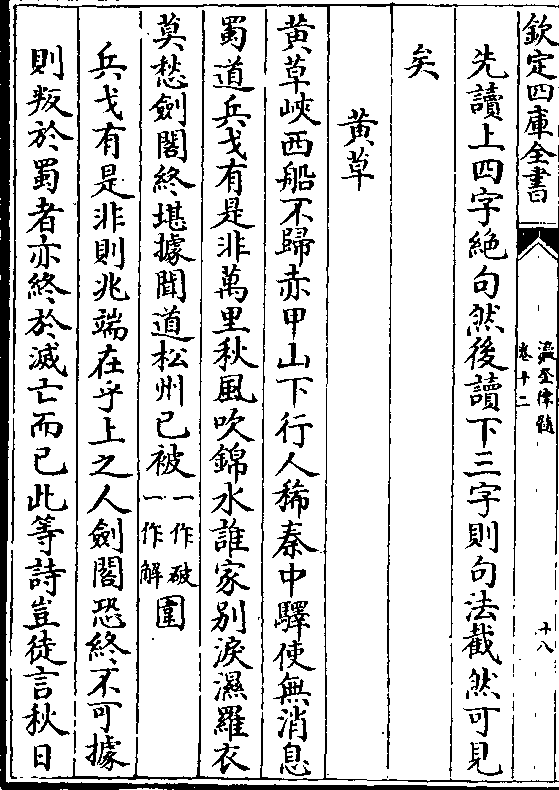 欽定四庫全書
瀛奎律髓
卷十二
十八
先讀上四字絶句然後讀下三字則句法截然可見
矣
黃草
黃草峽西船不歸赤甲山下行人稀秦中驛使無消息
蜀道兵戈有是非萬里秋風吹錦水誰家別淚濕羅衣
莫愁劍閣終堪據聞道松州已被一作破一作解圍
兵戈有是非則兆端在乎上之人劍閣恐終不可據
則叛於蜀者亦終於滅亡而已此等詩豈徒言秋日